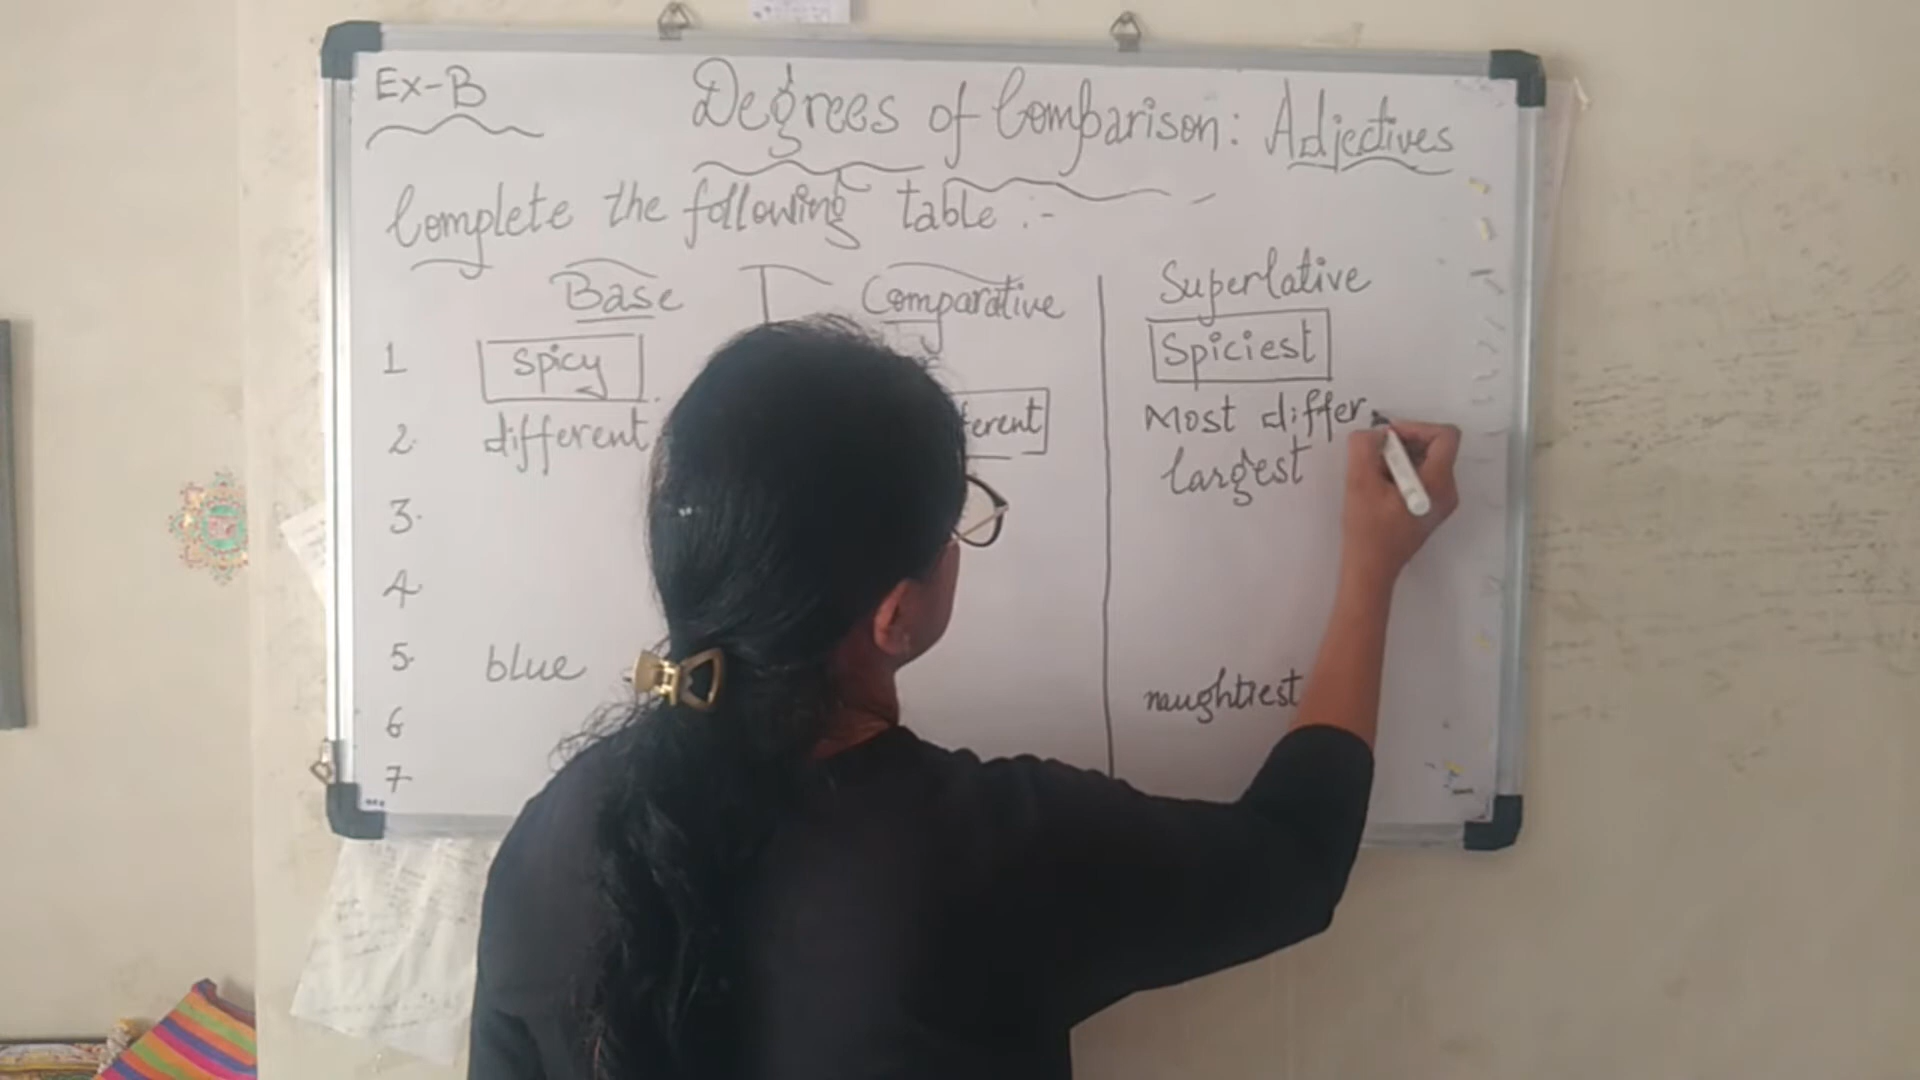 Ex-B
Degrees of Comparison: Adjectives
Complete the following table :-
Base Comparative Superlative
1 Spicy Spiciest
2. different erent Most differ
largest
3.
4
5. blue
6 naughtiest
7